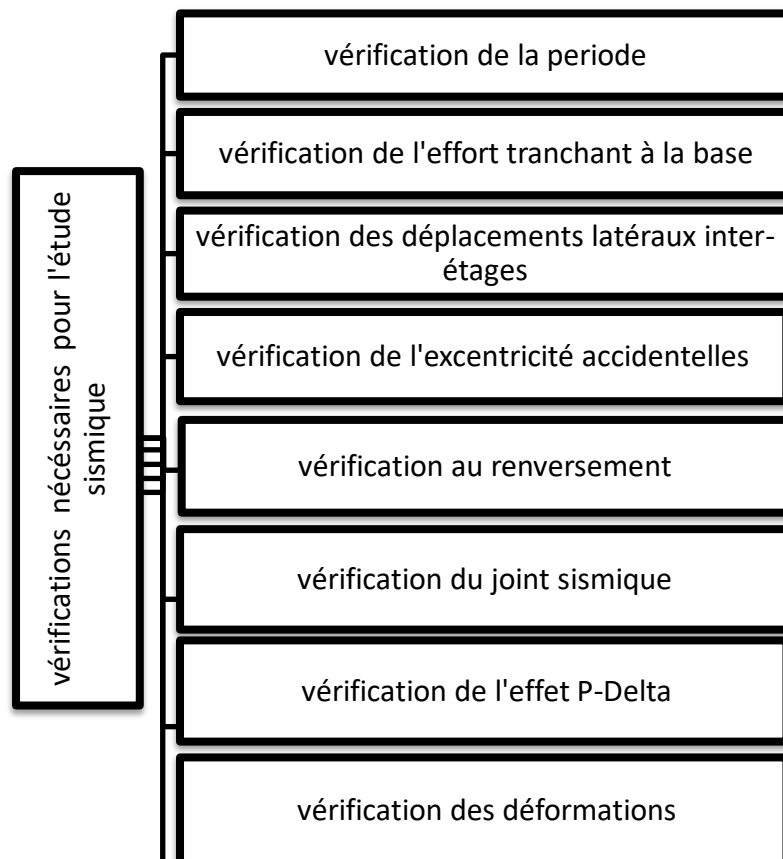 vérifications nécéssaires pour l'étude
sismique
vérification de la periode
vérification de l'effort tranchant à la base
vérification des déplacements latéraux inter-
étages
vérification de l'excentricité accidentelles
vérification au renversement
vérification du joint sismique
vérification de l'effet P-Delta
vérification des déformations